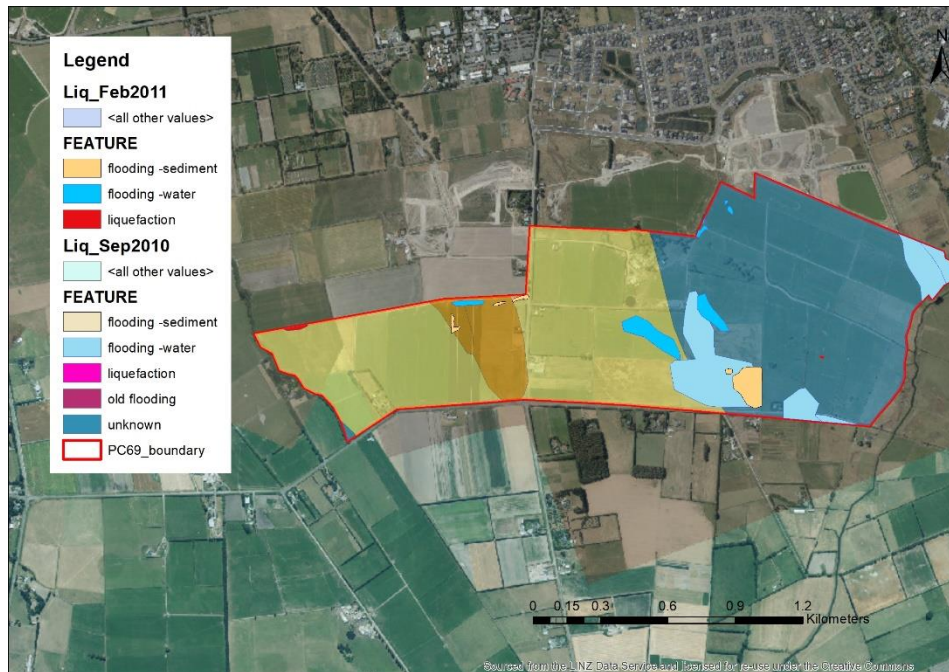 Legend
Liq_Feb2011
<all other values>
FEATURE
flooding -sediment
flooding -water
liquefaction
Liq_Sep2010
<all other values>
FEATURE
flooding -sediment
flooding -water
liquefaction
old flooding
unknown
PC69_boundary
N
0 0.15 0.3 0.6 0.9 1.2
Kilometers
Sourced from the LINZ Data Service and licensed for re-use under the Creative Commons